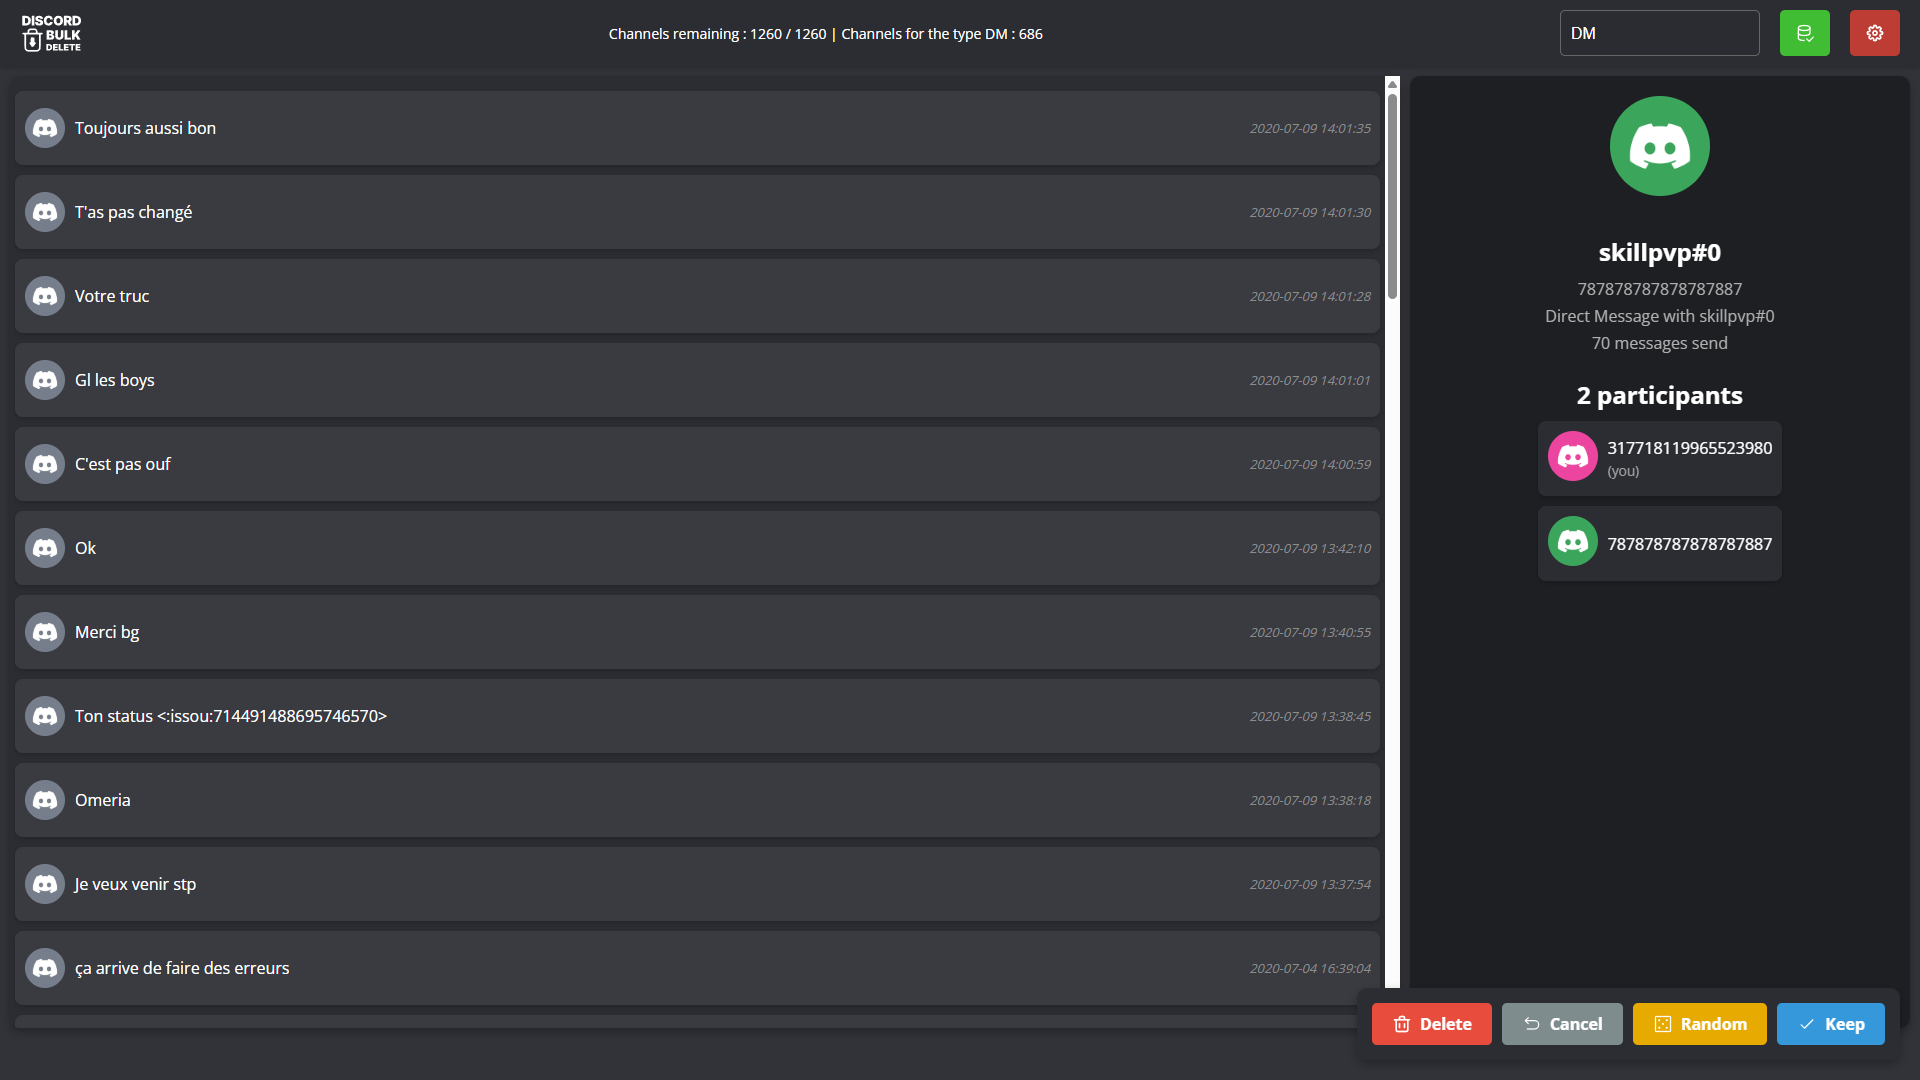 DISCORD
BULK
DELETE
Channels remaining : 1260 / 1260 | Channels for the type DM : 686
DM
Toujours aussi bon 2020-07-09 14:01:35
T'as pas changé 2020-07-09 14:01:30
Votre truc 2020-07-09 14:01:28
Gl les boys 2020-07-09 14:01:01
C'est pas ouf 2020-07-09 14:00:59
Ok 2020-07-09 13:42:10
Merci bg 2020-07-09 13:40:55
Ton status <:issou:714491488695746570> 2020-07-09 13:38:45
Omeria 2020-07-09 13:38:18
Je veux venir stp 2020-07-09 13:37:54
ça arrive de faire des erreurs 2020-07-04 16:39:04
skillpvp#0
787878787878787887
Direct Message with skillpvp#0
70 messages send
2 participants
317718119965523980
(you)
787878787878787887
Delete
Cancel
Random
Keep